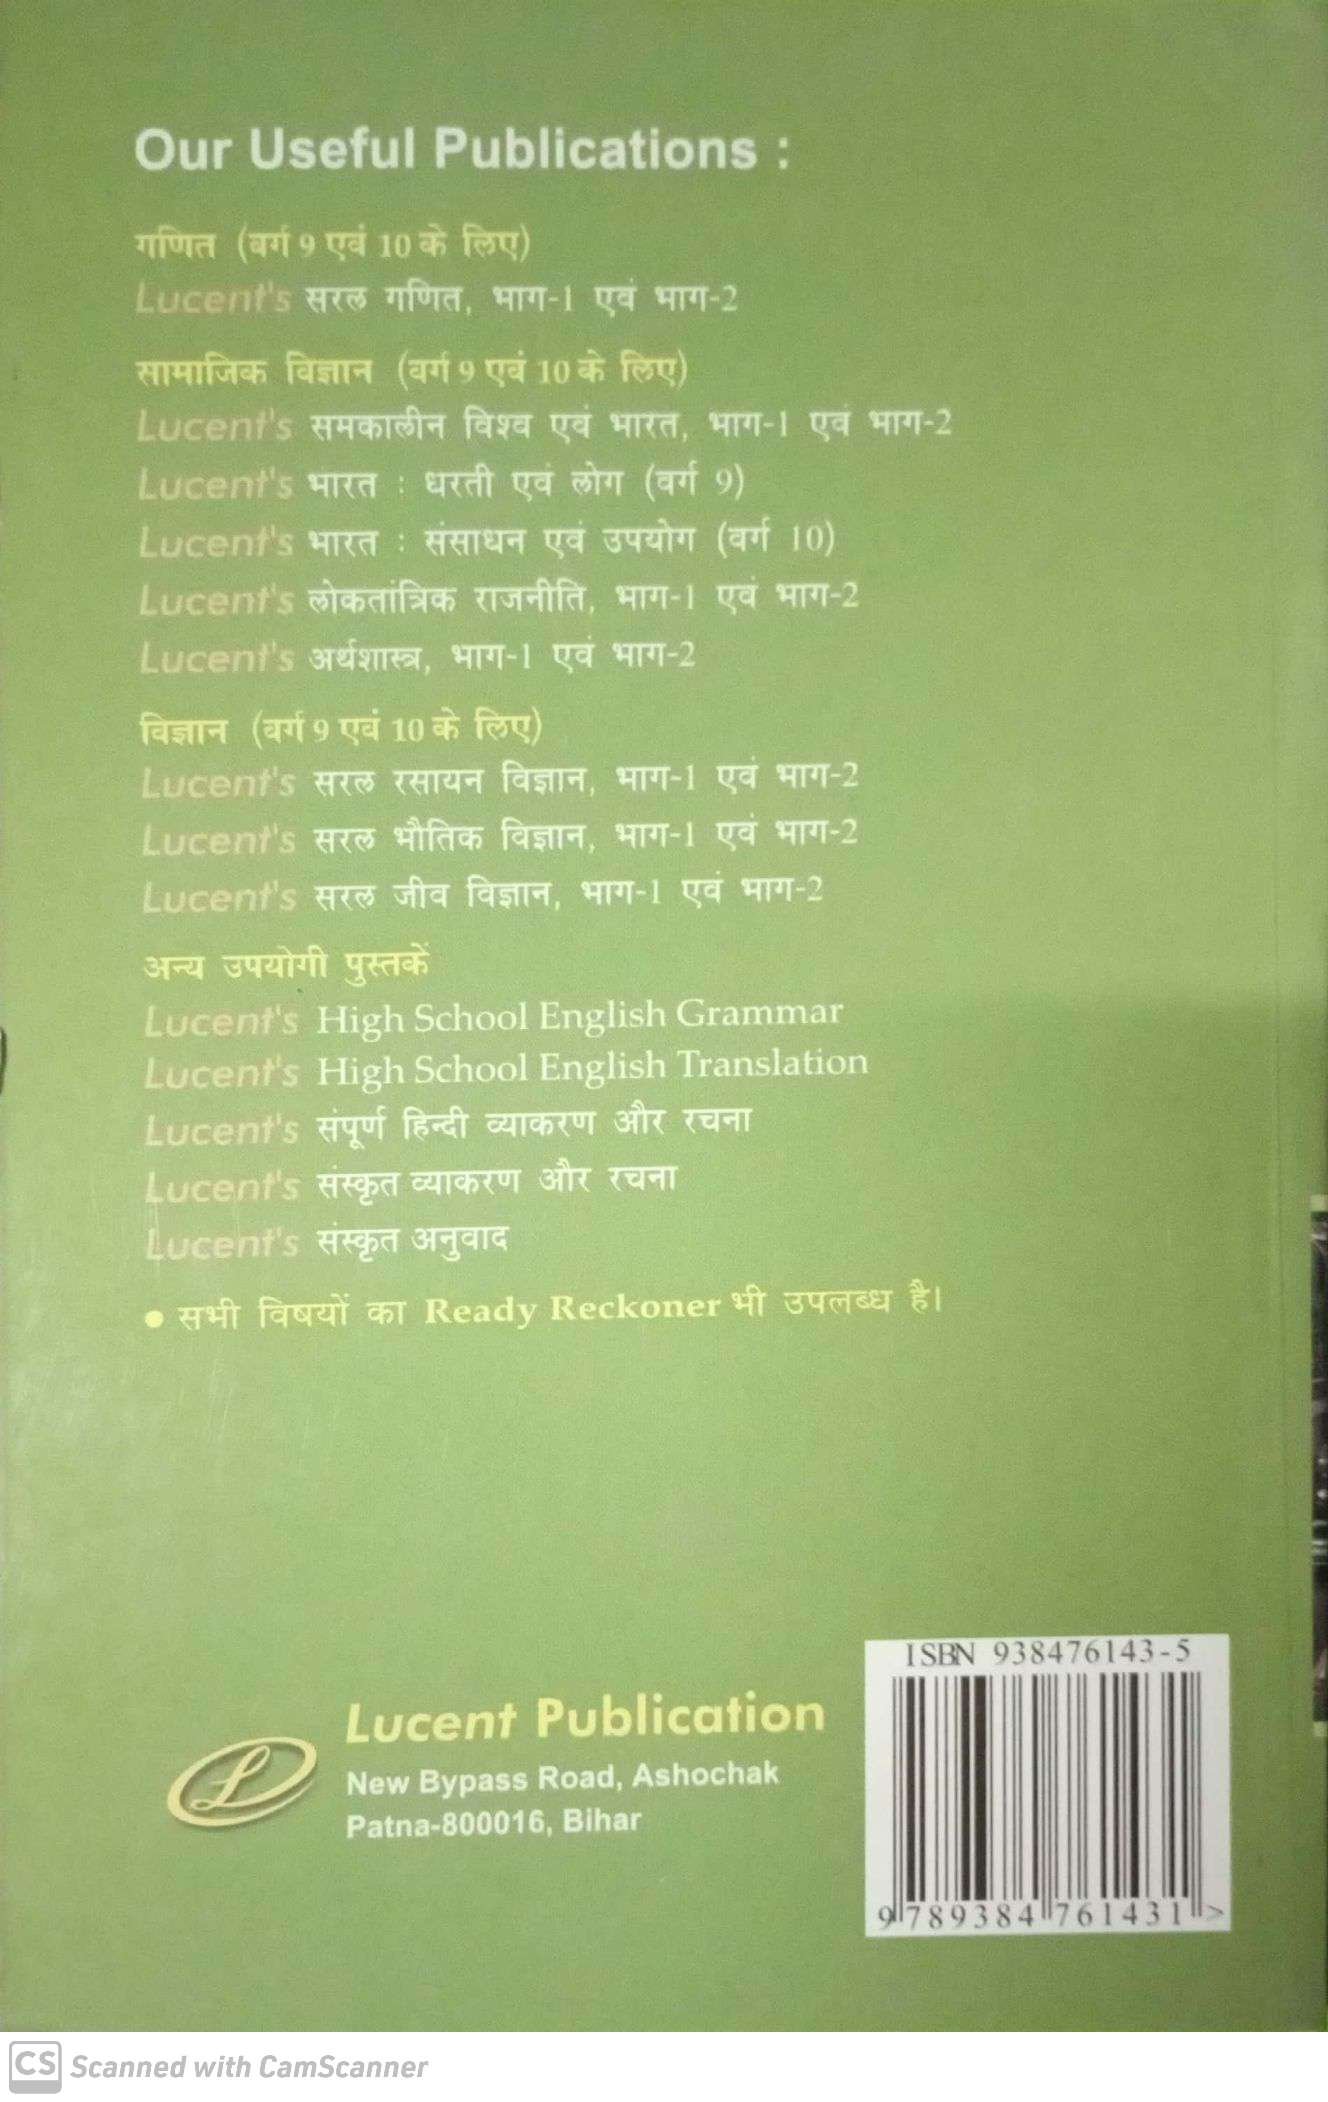 Our Useful Publications :
गणित (वर्ग 9 एवं 10 के लिए)
Lucent's सरल गणित, भाग-1 एवं भाग-2
सामाजिक विज्ञान (वर्ग 9 एवं 10 के लिए)
Lucent's समकालीन विश्व एवं भारत, भाग-1 एवं भाग-2
Lucent's भारत : धरती एवं लोग (वर्ग 9)
Lucent's भारत : संसाधन एवं उपयोग (वर्ग 10)
Lucent's लोकतांत्रिक राजनीति, भाग-1 एवं भाग-2
Lucent's अर्थशास्त्र, भाग-1 एवं भाग-2
विज्ञान (वर्ग 9 एवं 10 के लिए)
Lucent's सरल रसायन विज्ञान, भाग-1 एवं भाग-2
Lucent's सरल भौतिक विज्ञान, भाग-1 एवं भाग-2
Lucent's सरल जीव विज्ञान, भाग-1 एवं भाग-2
अन्य उपयोगी पुस्तकें
Lucent's High School English Grammar
Lucent's High School English Translation
Lucent's संपूर्ण हिन्दी व्याकरण और रचना
Lucent's संस्कृत व्याकरण और रचना
Lucent's संस्कृत अनुवाद
• सभी विषयों का Ready Reckoner भी उपलब्ध है।
ISBN 938476143-5
9 789384 761431 >
L
Lucent Publication
New Bypass Road, Ashochak
Patna-800016, Bihar
CS Scanned with CamScanner